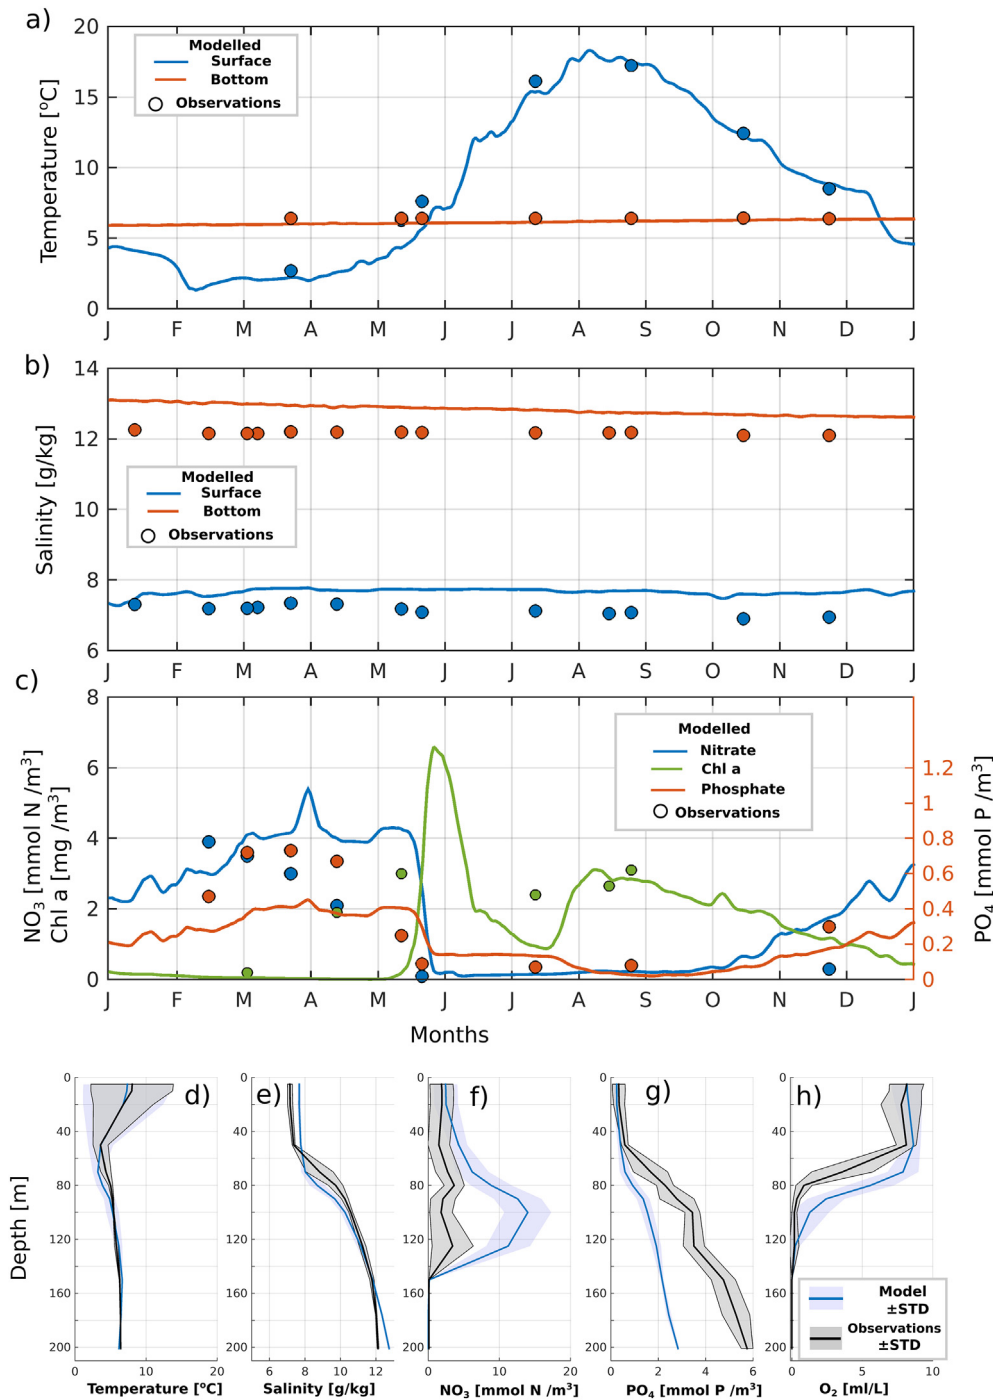 a)
20
15
10
5
0
Temperature [ºC]
Modelled
Surface
Bottom
Observations
J F M A M J J A S O N D J
b)
14
12
10
8
6
Salinity [g/kg]
Modelled
Surface
Bottom
Observations
J F M A M J J A S O N D J
c)
8
6
4
2
0
NO3 [mmol N /m³]
Chl a [mg /m³]
Modelled
Nitrate
Chl a
Phosphate
Observations
1.2
1
0.8
0.6
0.4
0.2
0
PO4 [mmol P /m³]
J F M A M J J A S O N D J
Months
d) e) f) g) h)
Depth [m]
0 0 0 0 0
40 40 40 40 40
80 80 80 80 80
120 120 120 120 120
160 160 160 160 160
200 200 200 200 200
Model
±STD
Observations
±STD
0 10 20 6 8 10 12 0 10 20 0 2 4 6 0 5 10
Temperature [ºC] Salinity [g/kg] NO3 [mmol N /m³] PO4 [mmol P /m³] O2 [ml/L]